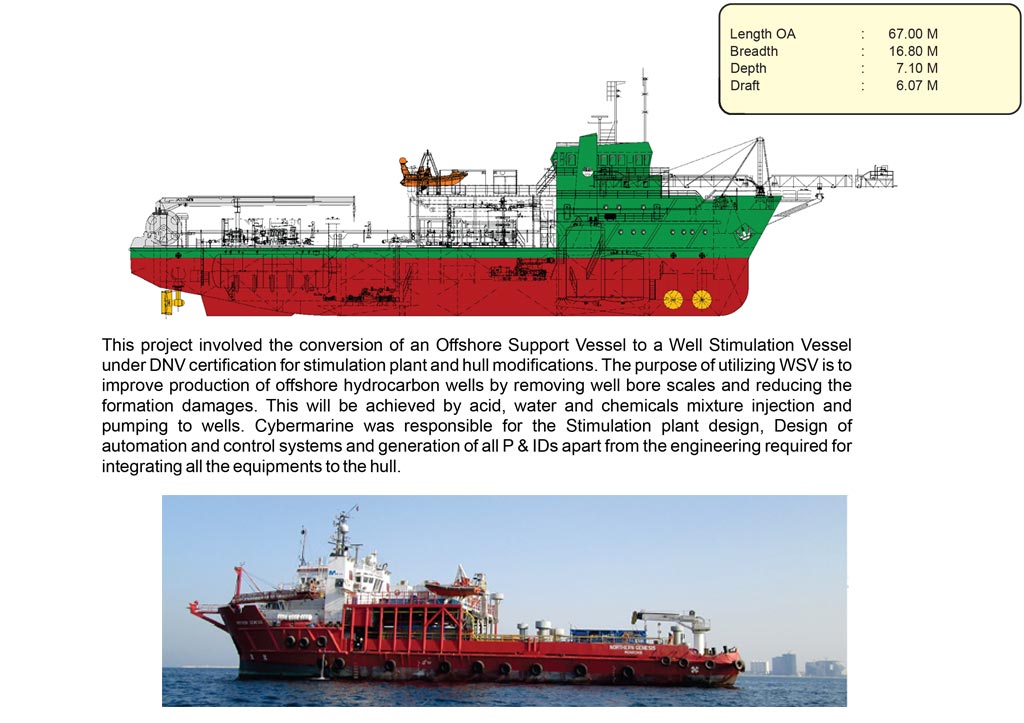 Length OA : 67.00 M
Breadth : 16.80 M
Depth : 7.10 M
Draft : 6.07 M
This project involved the conversion of an Offshore Support Vessel to a Well Stimulation Vessel
under DNV certification for stimulation plant and hull modifications. The purpose of utilizing WSV is to
improve production of offshore hydrocarbon wells by removing well bore scales and reducing the
formation damages. This will be achieved by acid, water and chemicals mixture injection and
pumping to wells. Cybermarine was responsible for the Stimulation plant design, Design of
automation and control systems and generation of all P & IDs apart from the engineering required for
integrating all the equipments to the hull.
NORTHERN GENESIS